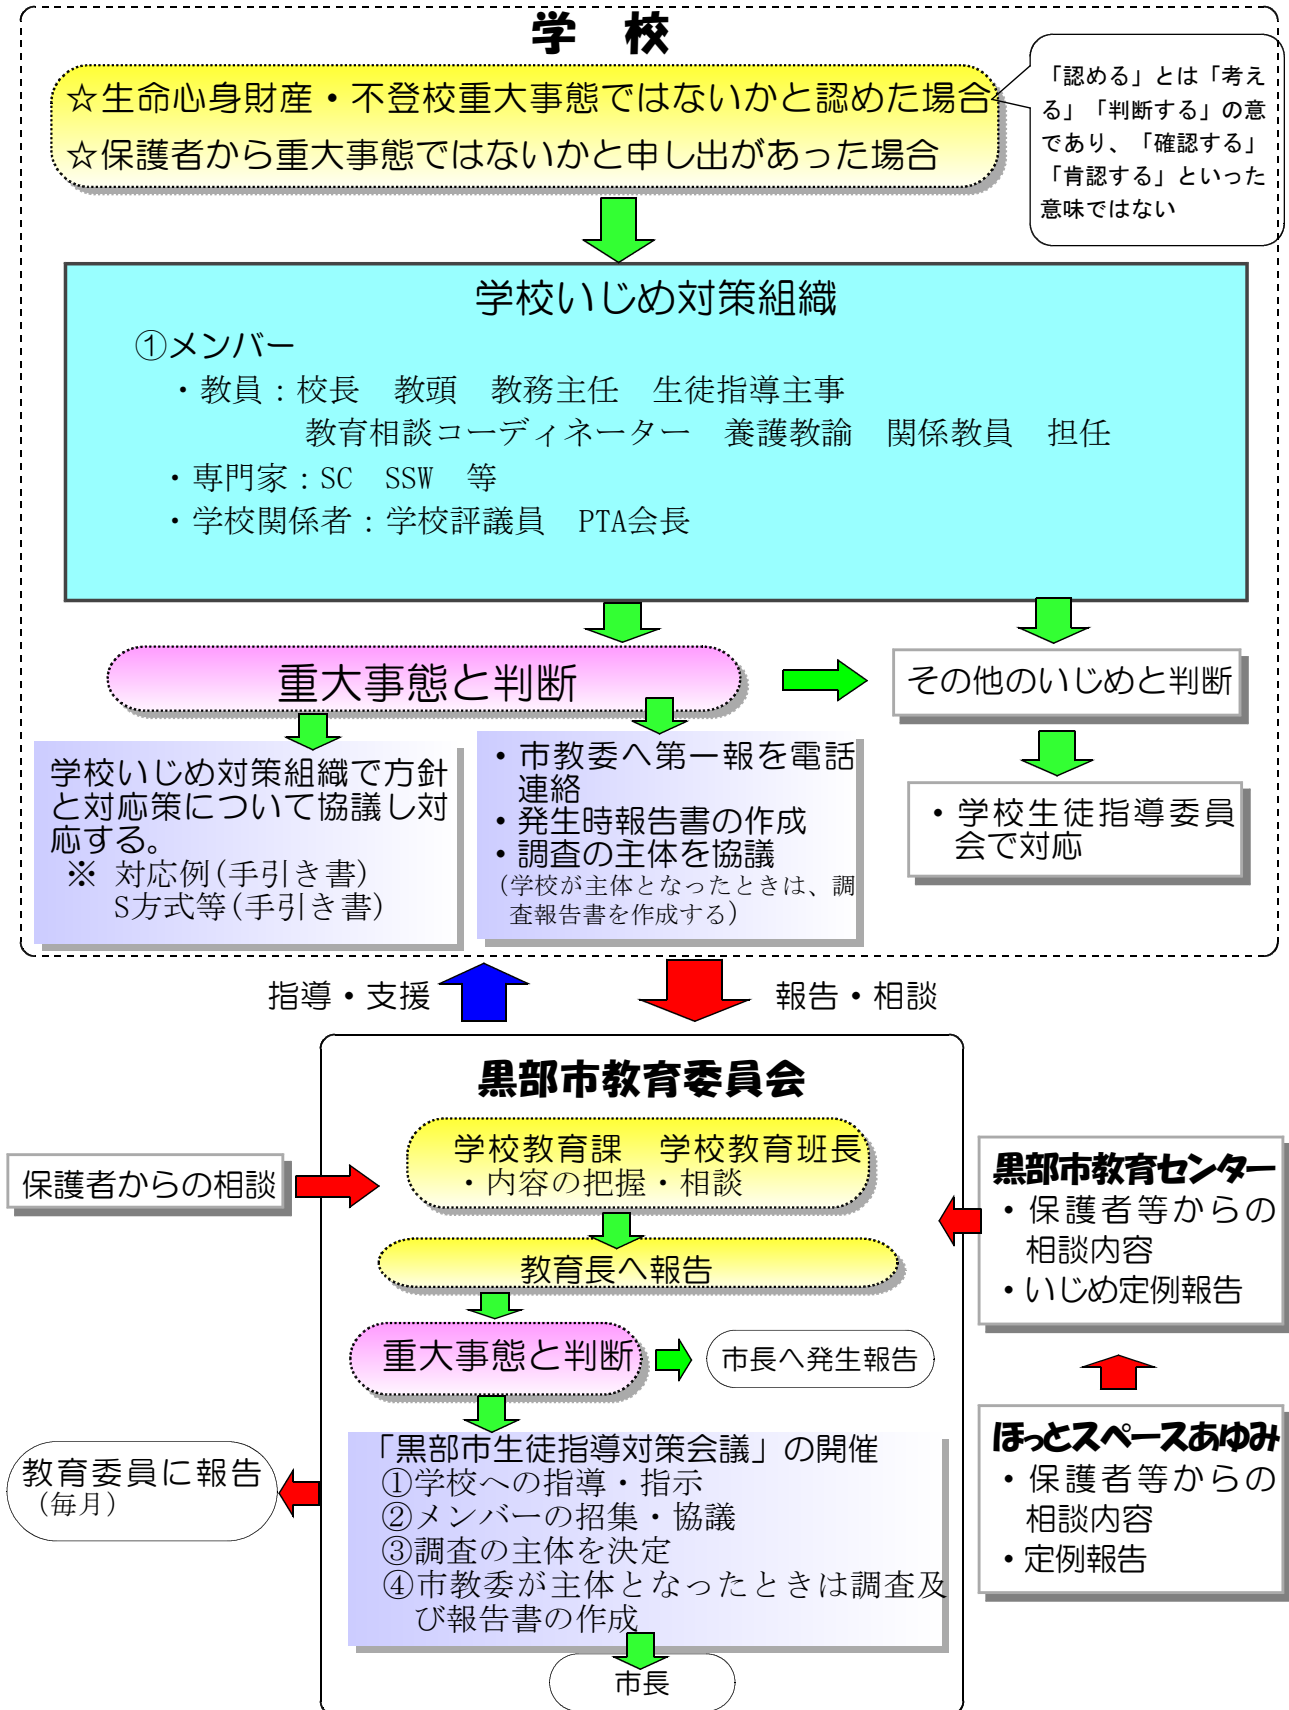 学　校
☆生命心身財産・不登校重大事態ではないかと認めた場合
☆保護者から重大事態ではないかと申し出があった場合
「認める」とは「考え
る」「判断する」の意
であり、「確認する」
「肯認する」といった
意味ではない
学校いじめ対策組織
①メンバー
・教員：校長　教頭　教務主任　生徒指導主事
教育相談コーディネーター　養護教諭　関係教員　担任
・専門家：SC　SSW　等
・学校関係者：学校評議員　PTA会長
重大事態と判断
その他のいじめと判断
学校いじめ対策組織で方針
と対応策について協議し対
応する。
※ 対応例(手引き書)
S方式等(手引き書)
・市教委へ第一報を電話
連絡
・発生時報告書の作成
・調査の主体を協議
(学校が主体となったときは、調
査報告書を作成する)
・学校生徒指導委員
会で対応
指導・支援
報告・相談
黒部市教育委員会
学校教育課　学校教育班長
・内容の把握・相談
保護者からの相談
教育長へ報告
重大事態と判断
市長へ発生報告
黒部市教育センター
・保護者等からの
相談内容
・いじめ定例報告
「黒部市生徒指導対策会議」の開催
①学校への指導・指示
②メンバーの招集・協議
③調査の主体を決定
④市教委が主体となったときは調査及
び報告書の作成
教育委員に報告
(毎月)
ほっとスペースあゆみ
・保護者等からの
相談内容
・定例報告
市長